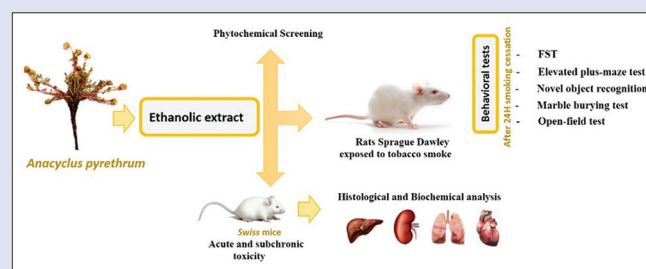 Phytochemical Screening
Anacyclus pyrethrum
Ethanolic extract
Rats Sprague Dawley
exposed to tobacco smoke
Behavioral tests
After 24H smoking cessation
- FST
- Elevated plus-maze test
- Novel object recognition
- Marble burying test
- Open-field test
Swiss mice
Acute and subchronic
toxicity
Histological and Biochemical analysis